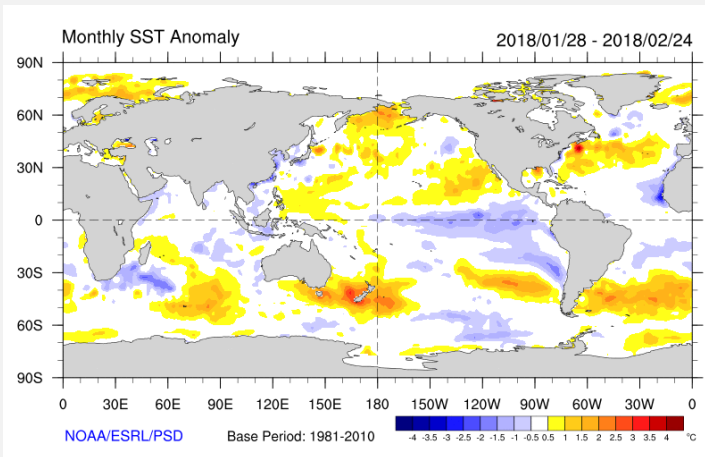 Monthly SST Anomaly
2018/01/28 - 2018/02/24
90N
60N
30N
0
30S
60S
90S
0 30E 60E 90E 120E 150E 180 150W 120W 90W 60W 30W 0
NOAA/ESRL/PSD
Base Period: 1981-2010
-4 -3.5 -3 -2.5 -2 -1.5 -1 -0.5 0.5 1 1.5 2 2.5 3 3.5 4 °C